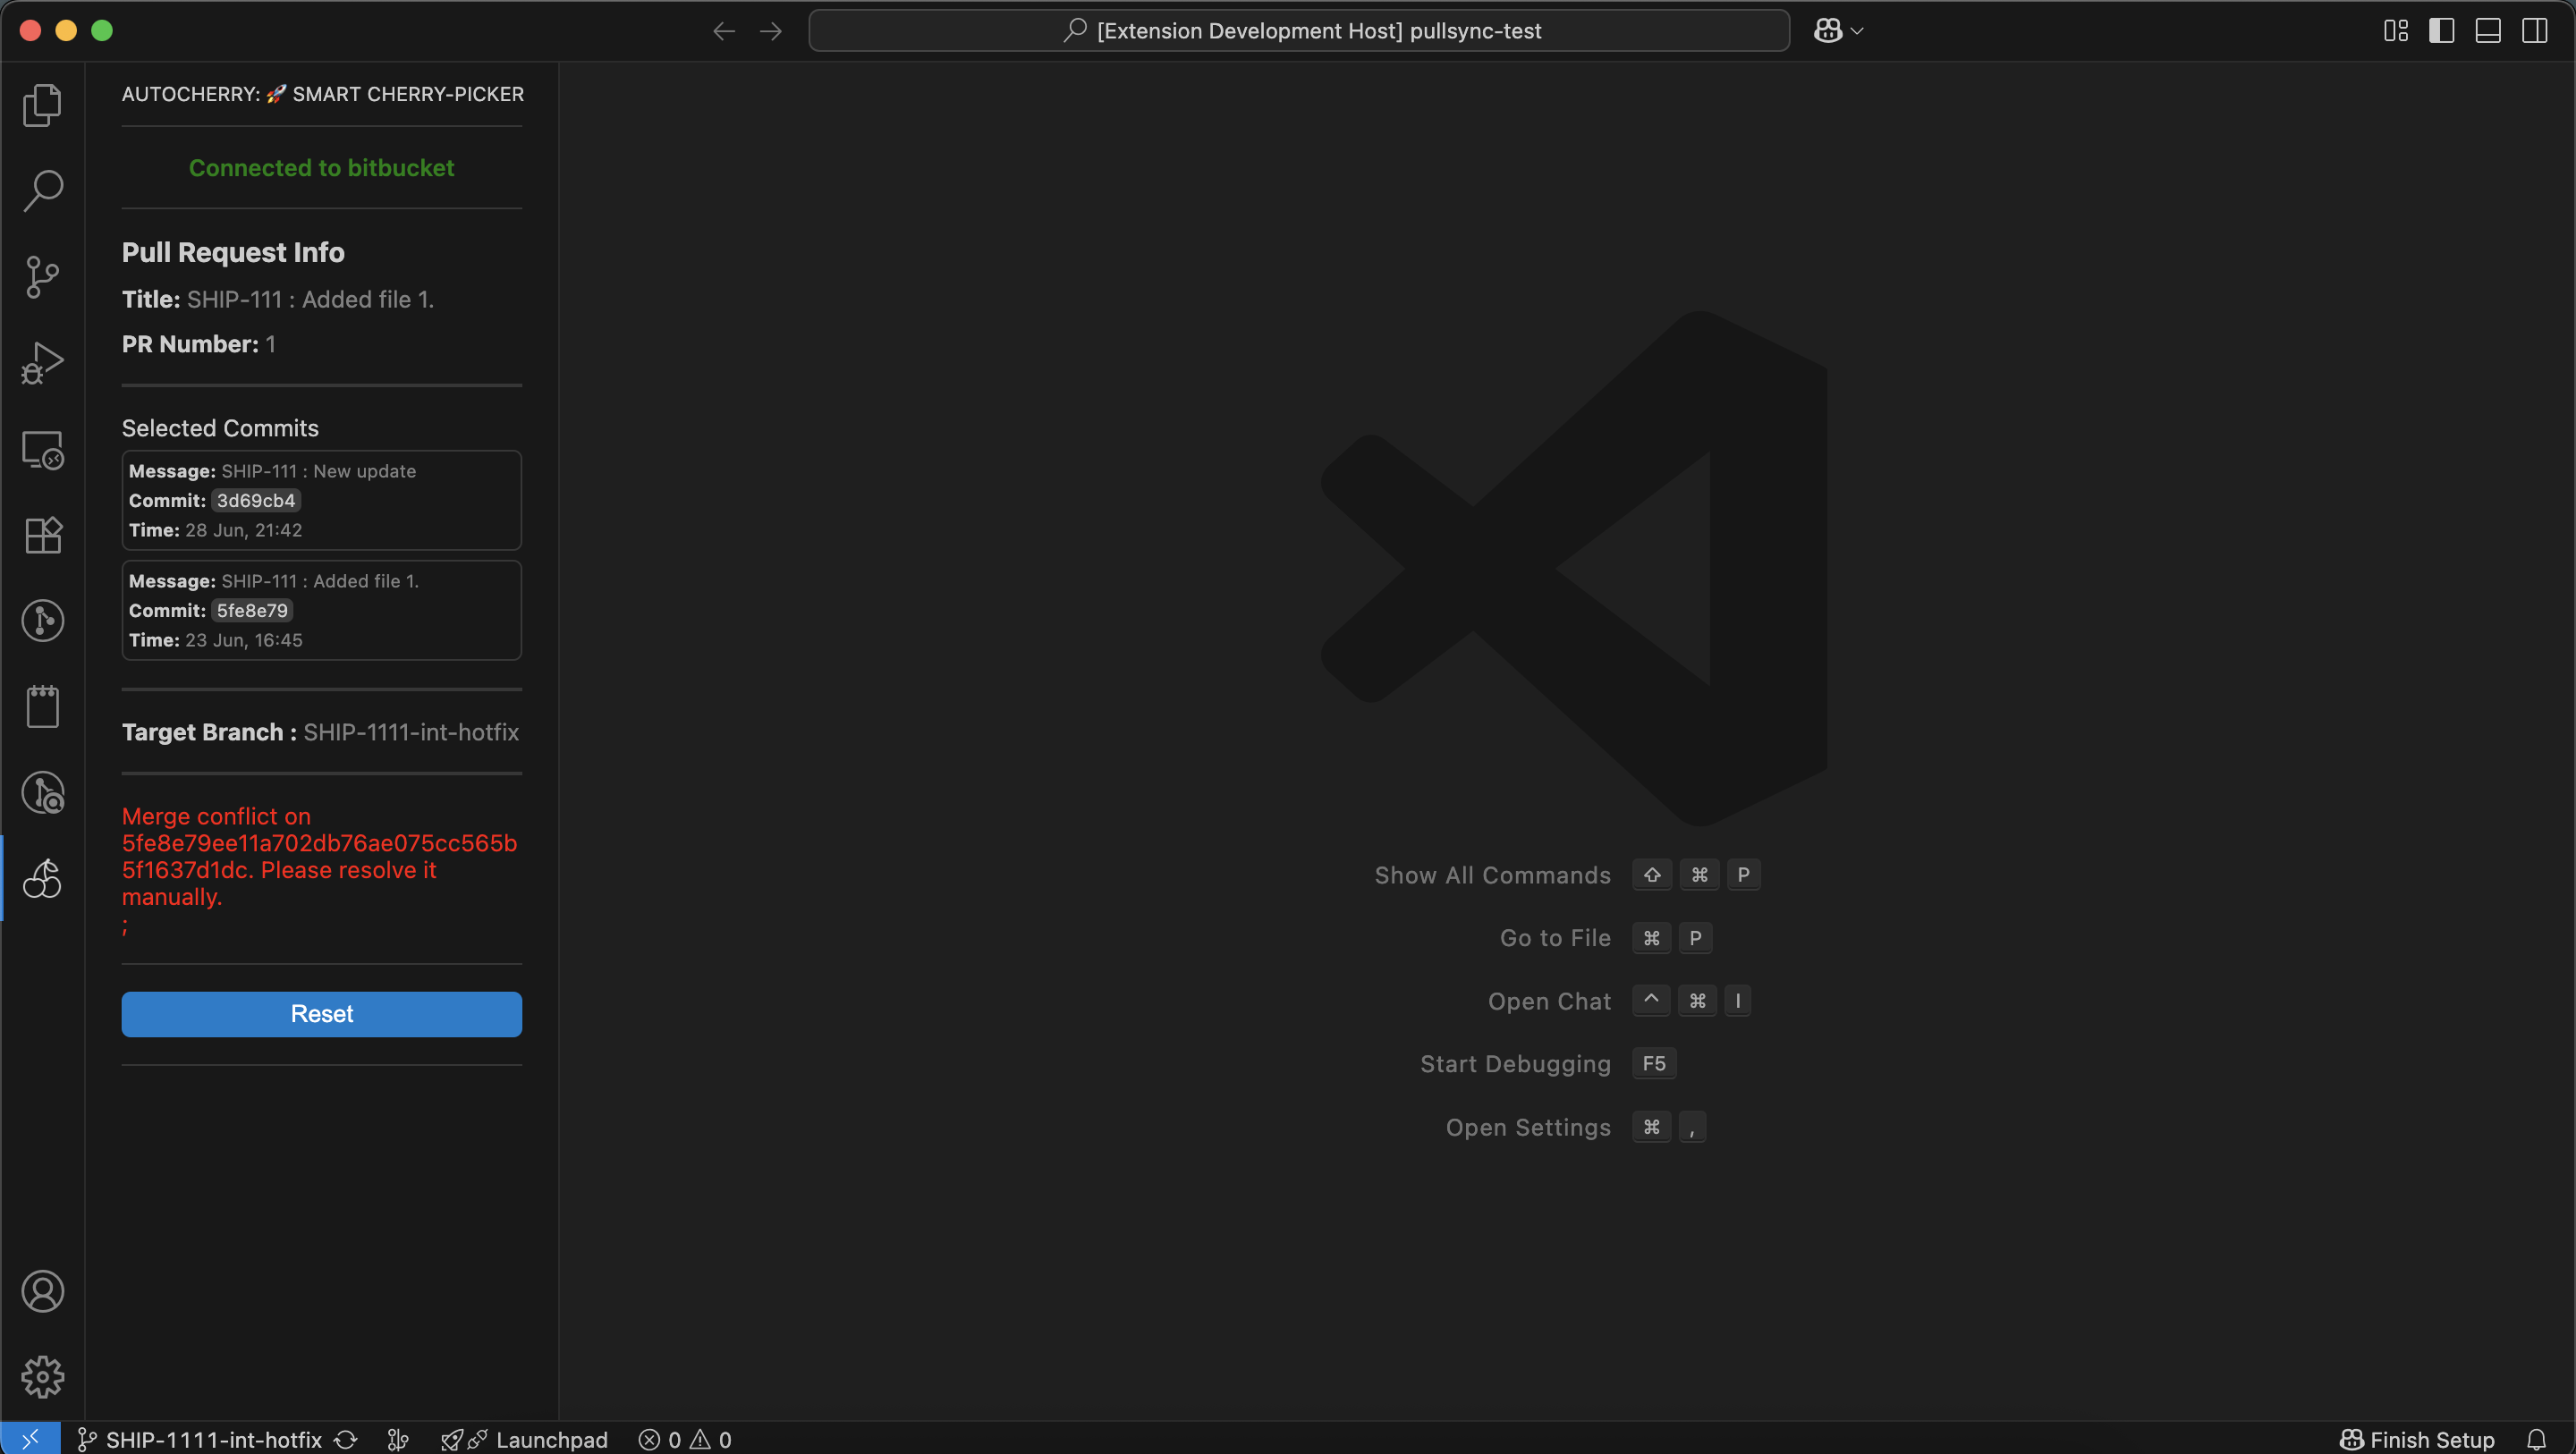 [Extension Development Host] pullsync-test
AUTOCHERRY: 🚀 SMART CHERRY-PICKER
Connected to bitbucket
Pull Request Info
Title: SHIP-111 : Added file 1.
PR Number: 1
Selected Commits
Message: SHIP-111 : New update
Commit: 3d69cb4
Time: 28 Jun, 21:42
Message: SHIP-111 : Added file 1.
Commit: 5fe8e79
Time: 23 Jun, 16:45
Target Branch : SHIP-1111-int-hotfix
Merge conflict on
5fe8e79ee11a702db76ae075cc565b
5f1637d1dc. Please resolve it
manually.
;
Reset
Show All Commands ⇧ ⌘ P
Go to File ⌘ P
Open Chat ^ ⌘ I
Start Debugging F5
Open Settings ⌘ ,
SHIP-1111-int-hotfix Launchpad 0 0 Finish Setup